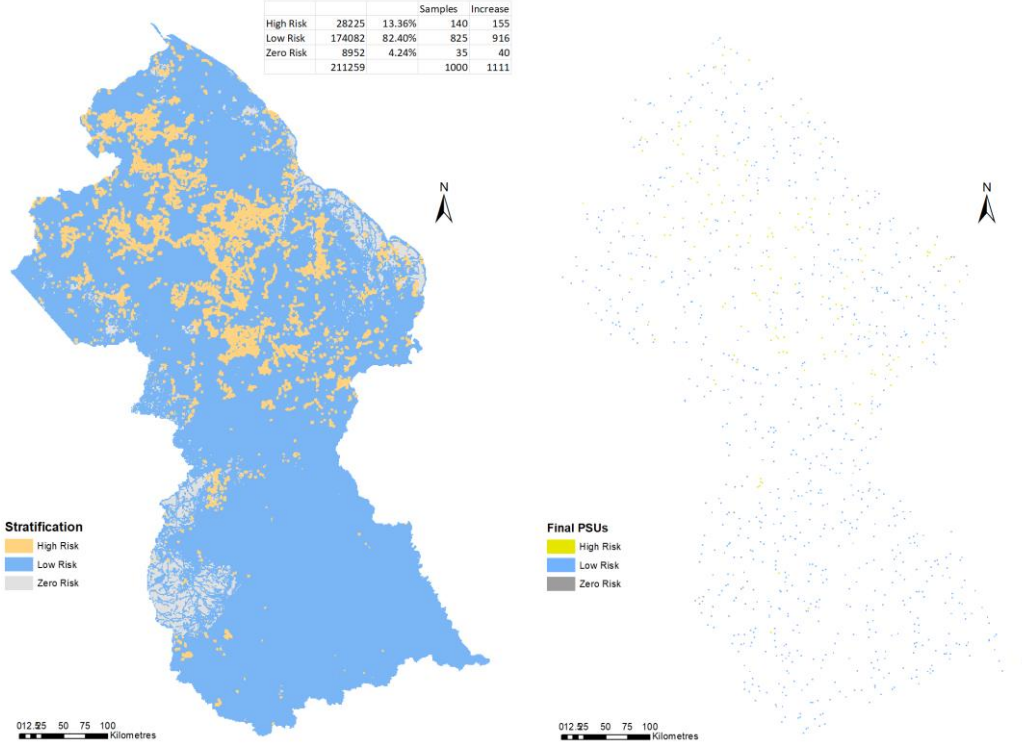 Samples Increase
High Risk 28225 13.36% 140 155
Low Risk 174082 82.40% 825 916
Zero Risk 8952 4.24% 35 40
211259 1000 1111
N
N
Stratification
High Risk
Low Risk
Zero Risk
Final PSUs
High Risk
Low Risk
Zero Risk
0 12.5 25 50 75 100
Kilometres
0 12.5 25 50 75 100
Kilometres